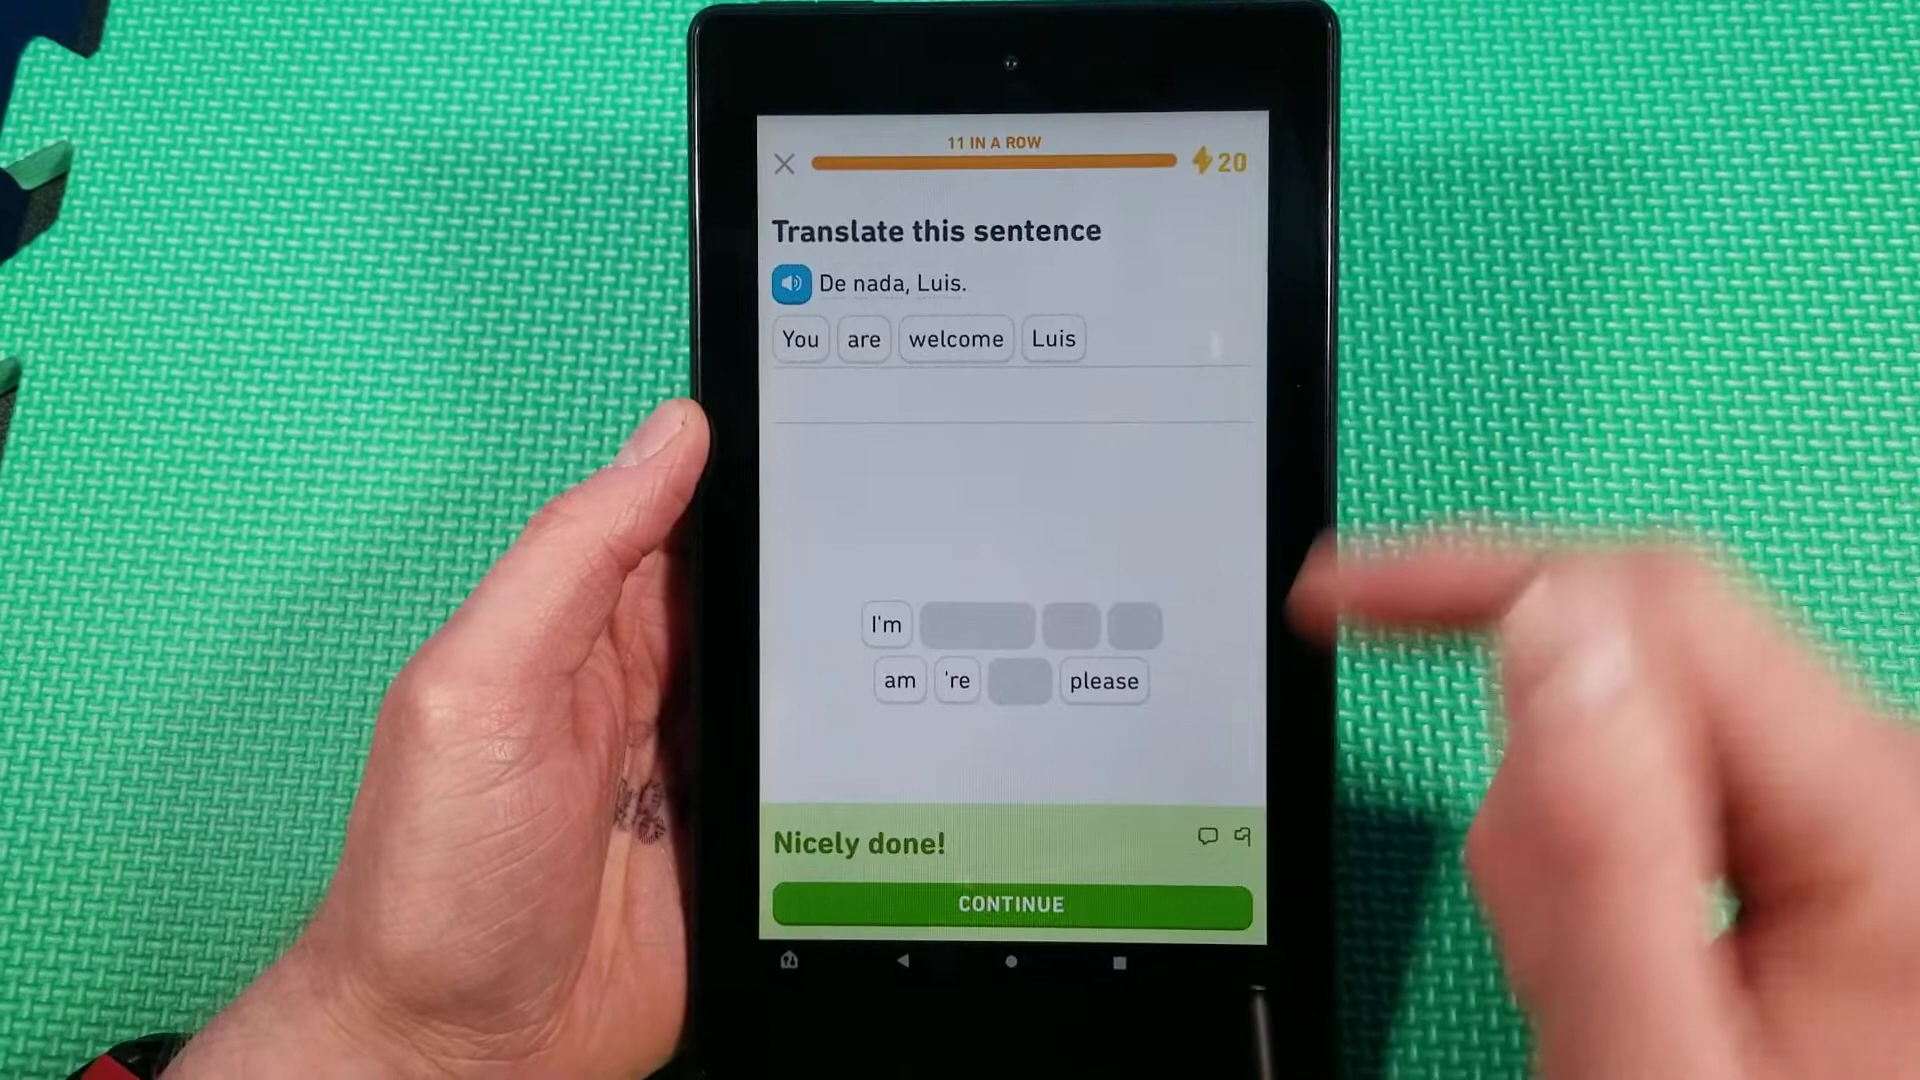 11 IN A ROW
20
Translate this sentence
De nada, Luis.
You are welcome Luis
I'm
am 're please
Nicely done!
CONTINUE